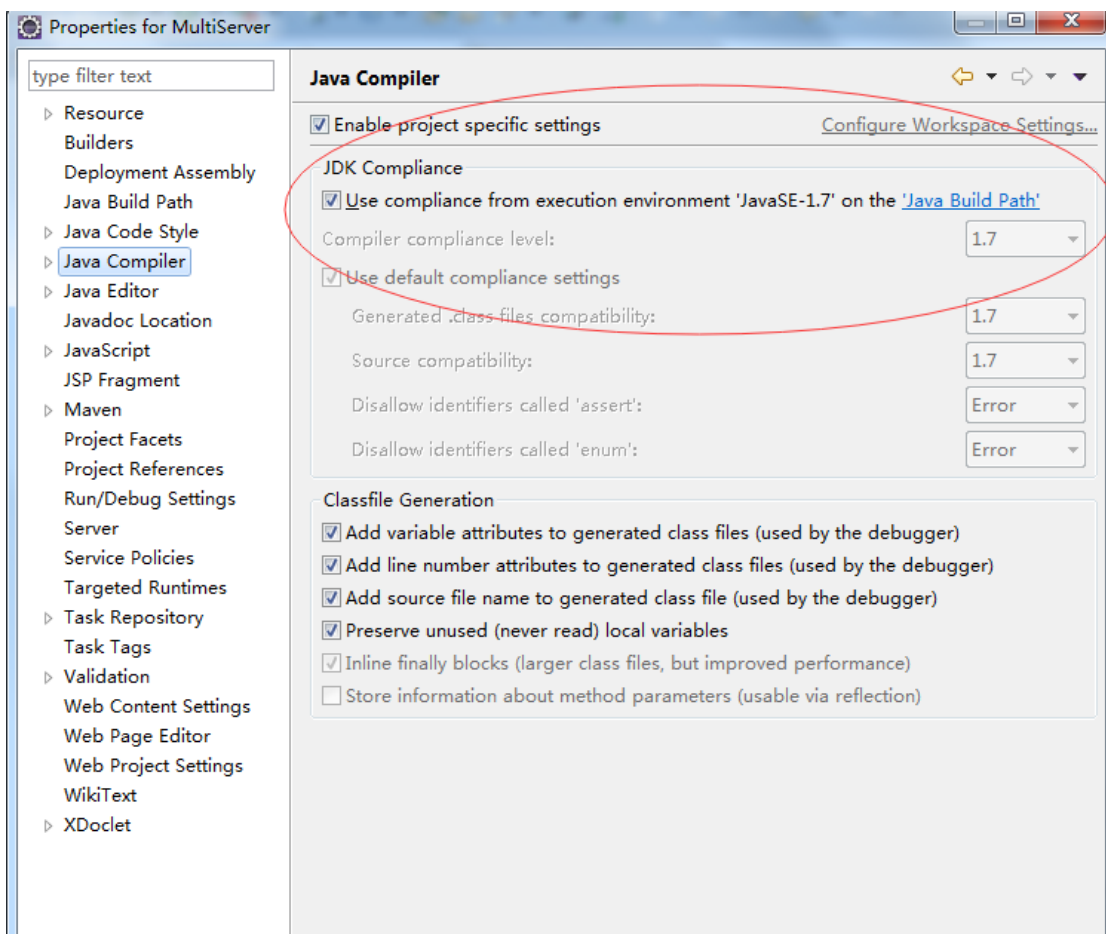 Properties for MultiServer
type filter text
Resource
Builders
Deployment Assembly
Java Build Path
Java Code Style
Java Compiler
Java Editor
Javadoc Location
JavaScript
JSP Fragment
Maven
Project Facets
Project References
Run/Debug Settings
Server
Service Policies
Targeted Runtimes
Task Repository
Task Tags
Validation
Web Content Settings
Web Page Editor
Web Project Settings
WikiText
XDoclet
Java Compiler
Enable project specific settings Configure Workspace Settings...
JDK Compliance
Use compliance from execution environment 'JavaSE-1.7' on the 'Java Build Path'
Compiler compliance level: 1.7
Use default compliance settings
Generated .class files compatibility: 1.7
Source compatibility: 1.7
Disallow identifiers called 'assert': Error
Disallow identifiers called 'enum': Error
Classfile Generation
Add variable attributes to generated class files (used by the debugger)
Add line number attributes to generated class files (used by the debugger)
Add source file name to generated class file (used by the debugger)
Preserve unused (never read) local variables
Inline finally blocks (larger class files, but improved performance)
Store information about method parameters (usable via reflection)